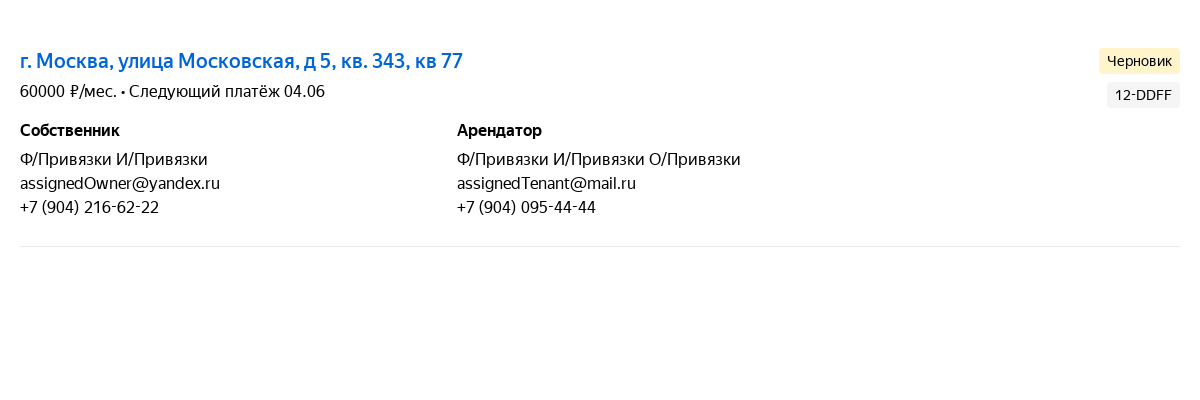 г. Москва, улица Московская, д 5, кв. 343, кв 77
Черновик
60000 ₽/мес. • Следующий платёж 04.06
12-DDFF
Собственник
Ф/Привязки И/Привязки
assignedOwner@yandex.ru
+7 (904) 216-62-22
Арендатор
Ф/Привязки И/Привязки О/Привязки
assignedTenant@mail.ru
+7 (904) 095-44-44